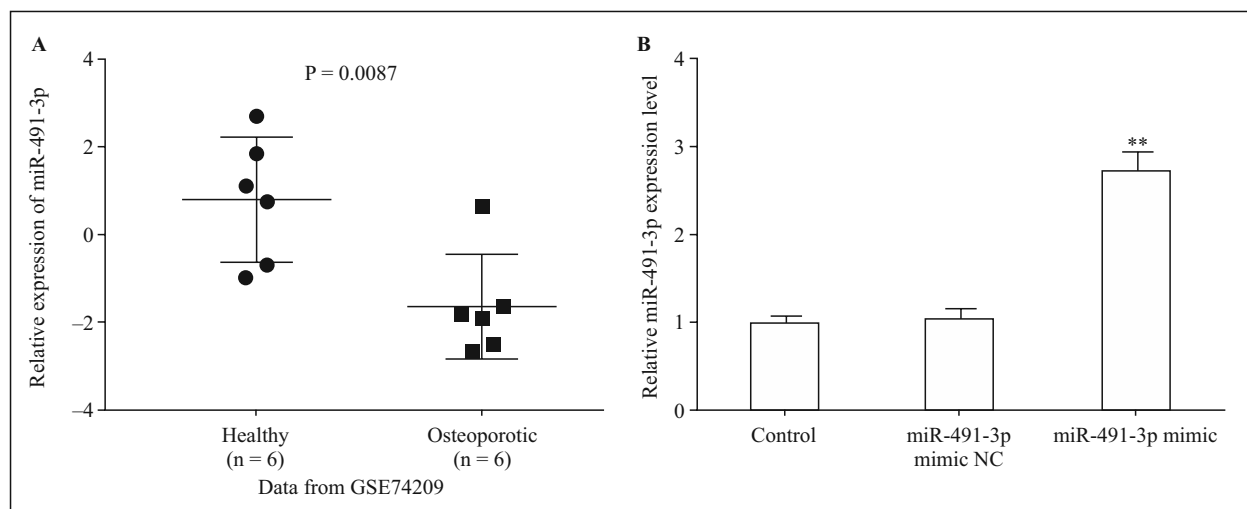 A
P = 0.0087
Relative expression of miR-491-3p
4
2
0
–2
–4
Healthy
(n = 6)
Osteoporotic
(n = 6)
Data from GSE74209
B
Relative miR-491-3p expression level
4
3
2
1
0
**
Control
miR-491-3p
mimic NC
miR-491-3p mimic